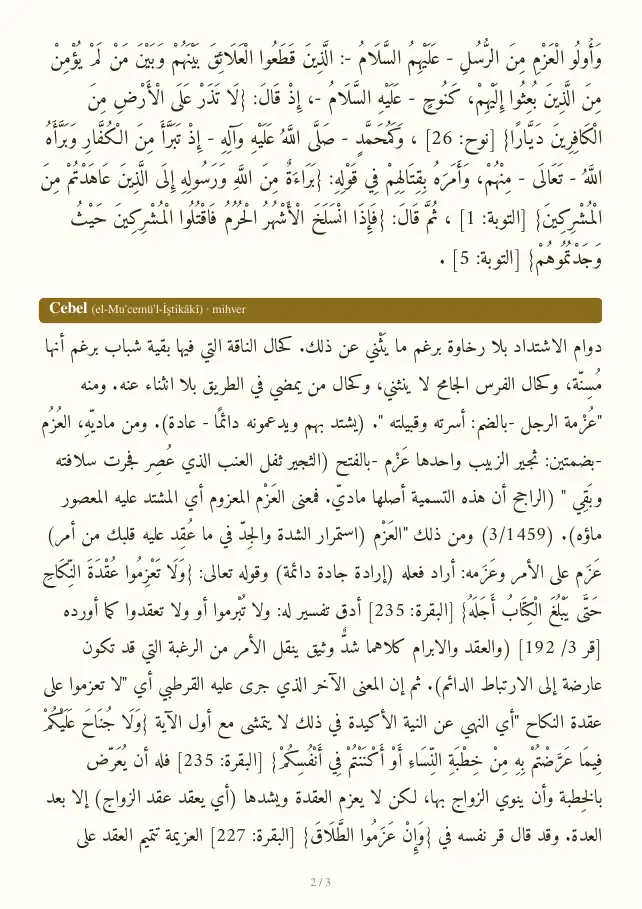 وَأُولُو الْعَزْمِ مِنَ الرُّسُلِ - عَلَيْهِمُ السَّلَامُ -: الَّذِينَ قَطَعُوا الْعَلَائِقَ بَيْنَهُمْ وَبَيْنَ مَنْ لَمْ يُؤْمِنْ
مِنَ الَّذِينَ بُعِثُوا إِلَيْهِمْ، كَنُوحٍ - عَلَيْهِ السَّلَامُ -، إِذْ قَالَ: {لَا تَذَرْ عَلَى الْأَرْضِ مِنَ
الْكَافِرِينَ دَيَّارًا} [نوح: 26] ، وَكَمُحَمَّدٍ - صَلَّى اللَّهُ عَلَيْهِ وَآلِهِ - إِذْ تَبَرَّأَ مِنَ الْكُفَّارِ وَبَرَّأَهُ
اللَّهُ - تَعَالَى - مِنْهُمْ، وَأَمَرَهُ بِقِتَالِهِمْ فِي قَوْلِهِ: {بَرَاءَةٌ مِنَ اللَّهِ وَرَسُولِهِ إِلَى الَّذِينَ عَاهَدْتُمْ مِنَ
الْمُشْرِكِينَ} [التوبة: 1] ، ثُمَّ قَالَ: {فَإِذَا انْسَلَخَ الْأَشْهُرُ الْحُرُمُ فَاقْتُلُوا الْمُشْرِكِينَ حَيْثُ
وَجَدْتُمُوهُمْ} [التوبة: 5] .
Cebel (el-Mu'cemü'l-İştikâkî) · mihver
دوام الاشتداد بلا رخاوة برغم ما يَثْني عن ذلك. كحال الناقة التي فيها بقية شباب برغم أنها
مُسِنّة، وكحال الفرس الجامح لا ينثني، وكحال من يمضي في الطريق بلا انثناء عنه. ومنه
"عُزْمة الرجل -بالضم: أسرته وقبيلته ". (يشتد بهم ويدعمونه دائمًا - عادة). ومن ماديّهِ، العُزُم
-بضمتين: ثجير الزبيب واحدها عَزْم -بالفتح (الثجير ثفل العنب الذي عُصِر فجرت سلافته
وبَقِي " (الراجح أن هذه التسمية أصلها ماديّ. فمعنى العَزْم المعزوم أي المشتد عليه المعصور
ماؤه). (3/1459) ومن ذلك "العَزْم (استمرار الشدة والجِدّ في ما عُقِد عليه قلبك من أمر)
عَزَم على الأمر وعَزَمه: أراد فعله (إرادة جادة دائمة) وقوله تعالى: {وَلَا تَعْزِمُوا عُقْدَةَ النِّكَاحِ
حَتَّى يَبْلُغَ الْكِتَابُ أَجَلَهُ} [البقرة: 235] أدق تفسير له: ولا تُبْرموا أو ولا تعقدوا كما أورده
[قر 3/ 192] (والعقد والابرام كلاهما شدٌّ وثيق ينقل الأمر من الرغبة التي قد تكون
عارضة إلى الارتباط الدائم). ثم إن المعنى الآخر الذي جرى عليه القرطبي أي "لا تعزموا على
عقدة النكاح "أي النهي عن النية الأكيدة في ذلك لا يتمشى مع أول الآية {وَلَا جُنَاحَ عَلَيْكُمْ
فِيمَا عَرَّضْتُمْ بِهِ مِنْ خِطْبَةِ النِّسَاءِ أَوْ أَكْنَنْتُمْ فِي أَنْفُسِكُمْ} [البقرة: 235] فله أن يُعَرّض
بالخِطبة وأن ينوي الزواج بها، لكن لا يعزم العقدة ويشدها (أي يعقد عقد الزواج) إلا بعد
العدة. وقد قال قر نفسه في {وَإِنْ عَزَمُوا الطَّلَاقَ} [البقرة: 227] العزيمة تتميم العقد على
2 / 3